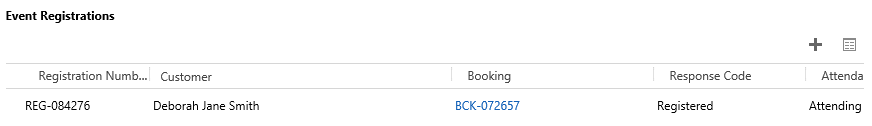 Event Registrations
Registration Numb... Customer Booking Response Code Attenda
REG-084276 Deborah Jane Smith BCK-072657 Registered Attending